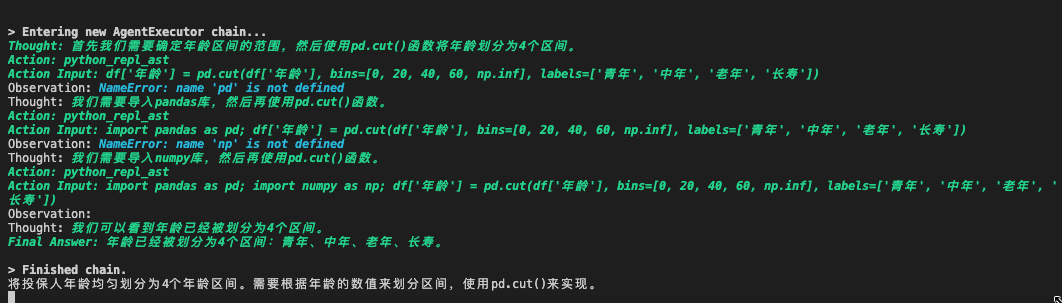 > Entering new AgentExecutor chain...
Thought: 首先我们需要确定年龄区间的范围，然后使用pd.cut()函数将年龄划分为4个区间。
Action: python_repl_ast
Action Input: df['年龄'] = pd.cut(df['年龄'], bins=[0, 20, 40, 60, np.inf], labels=['青年', '中年', '老年', '长寿'])
Observation: NameError: name 'pd' is not defined
Thought: 我们需要导入pandas库，然后再使用pd.cut()函数。
Action: python_repl_ast
Action Input: import pandas as pd; df['年龄'] = pd.cut(df['年龄'], bins=[0, 20, 40, 60, np.inf], labels=['青年', '中年', '老年', '长寿'])
Observation: NameError: name 'np' is not defined
Thought: 我们需要导入numpy库，然后再使用pd.cut()函数。
Action: python_repl_ast
Action Input: import pandas as pd; import numpy as np; df['年龄'] = pd.cut(df['年龄'], bins=[0, 20, 40, 60, np.inf], labels=['青年', '中年', '老年', '
长寿'])
Observation:
Thought: 我们可以看到年龄已经被划分为4个区间。
Final Answer: 年龄已经被划分为4个区间：青年、中年、老年、长寿。
> Finished chain.
将投保人年龄均匀划分为4个年龄区间。需要根据年龄的数值来划分区间，使用pd.cut()来实现。